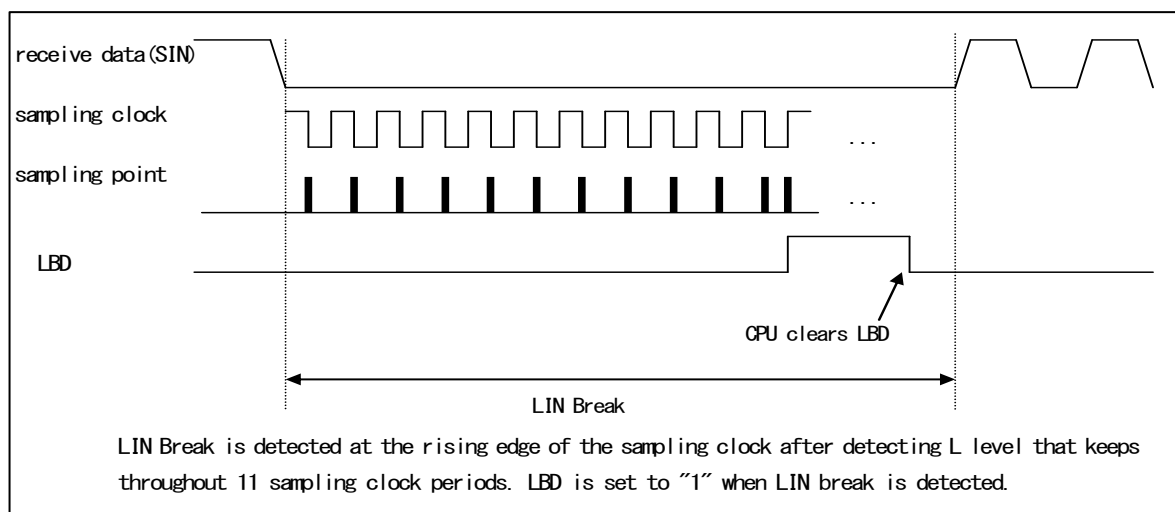 receive data(SIN)
sampling clock
...
sampling point
...
LBD
CPU clears LBD
LIN Break
LIN Break is detected at the rising edge of the sampling clock after detecting L level that keeps
throughout 11 sampling clock periods. LBD is set to "1" when LIN break is detected.